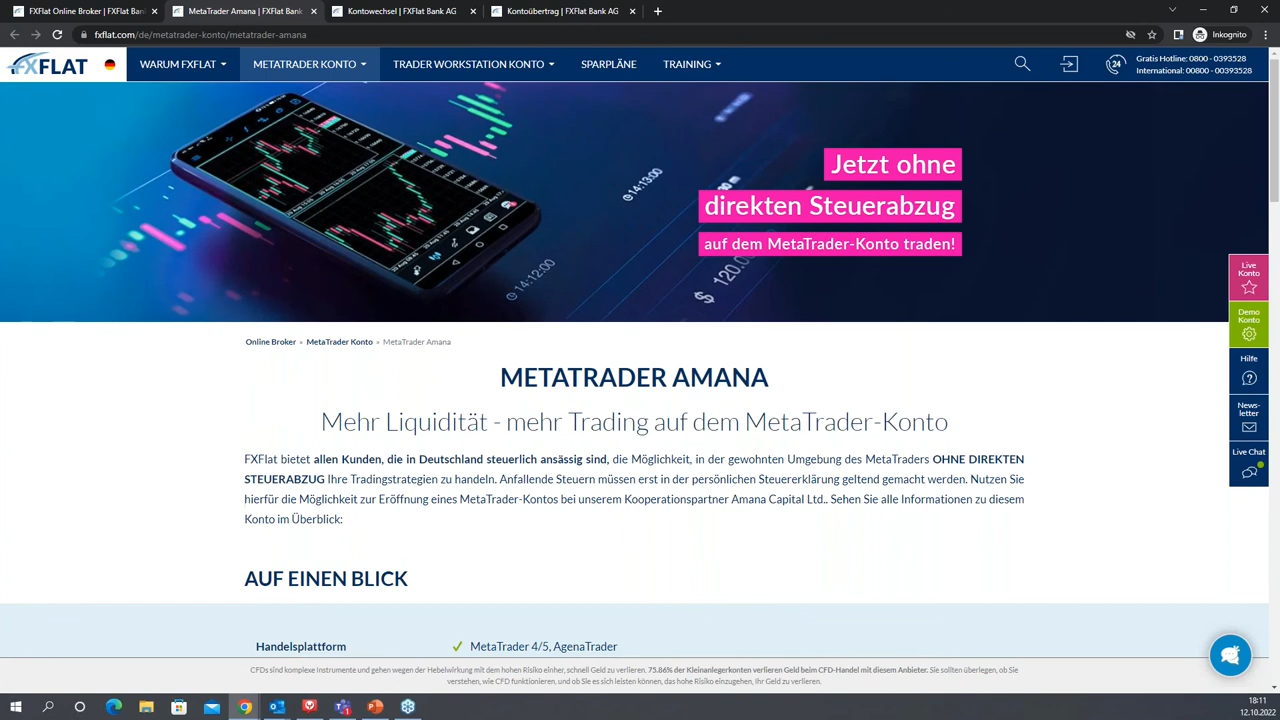 FXFlat Online Broker | FXFlat Ban
MetaTrader Amana | FXFlat Bank
Kontowechsel | FXFlat Bank AG
Kontoübertrag | FXFlat Bank AG
fxflat.com/de/metatrader-konto/metatrader-amana
Inkognito
FXFLAT
WARUM FXFLAT
METATRADER KONTO
TRADER WORKSTATION KONTO
SPARPLÄNE
TRAINING
24
Gratis Hotline: 0800 - 0393528
International: 00800 - 00393528
Jetzt ohne
direkten Steuerabzug
auf dem MetaTrader-Konto traden!
14:13:00
14:12:00
Live
Konto
Demo
Konto
Hilfe
News-
letter
Live Chat
Online Broker » MetaTrader Konto » MetaTrader Amana
METATRADER AMANA
Mehr Liquidität - mehr Trading auf dem MetaTrader-Konto
FXFlat bietet allen Kunden, die in Deutschland steuerlich ansässig sind, die Möglichkeit, in der gewohnten Umgebung des MetaTraders OHNE DIREKTEN
STEUERABZUG Ihre Tradingstrategien zu handeln. Anfallende Steuern müssen erst in der persönlichen Steuererklärung geltend gemacht werden. Nutzen Sie
hierfür die Möglichkeit zur Eröffnung eines MetaTrader-Kontos bei unserem Kooperationspartner Amana Capital Ltd.. Sehen Sie alle Informationen zu diesem
Konto im Überblick:
AUF EINEN BLICK
Handelsplattform
MetaTrader 4/5, AgenaTrader
CFDs sind komplexe Instrumente und gehen wegen der Hebelwirkung mit dem hohen Risiko einher, schnell Geld zu verlieren. 75.86% der Kleinanlegerkonten verlieren Geld beim CFD-Handel mit diesem Anbieter. Sie sollten überlegen, ob Sie
verstehen, wie CFD funktionieren, und ob Sie es sich leisten können, das hohe Risiko einzugehen, Ihr Geld zu verlieren.
18:11
12.10.2022